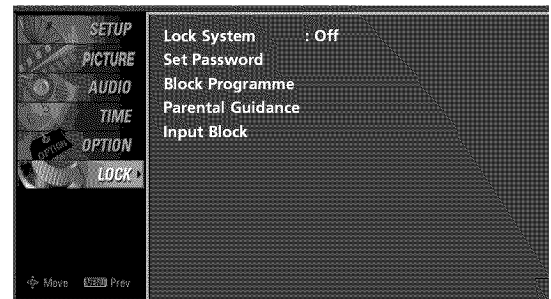 SETUP
PICTURE
AUDIO
TIME
OPTION
OPTION
LOCK
Lock System : Off
Set Password
Block Programme
Parental Guidance
Input Block
Move MENU Prev